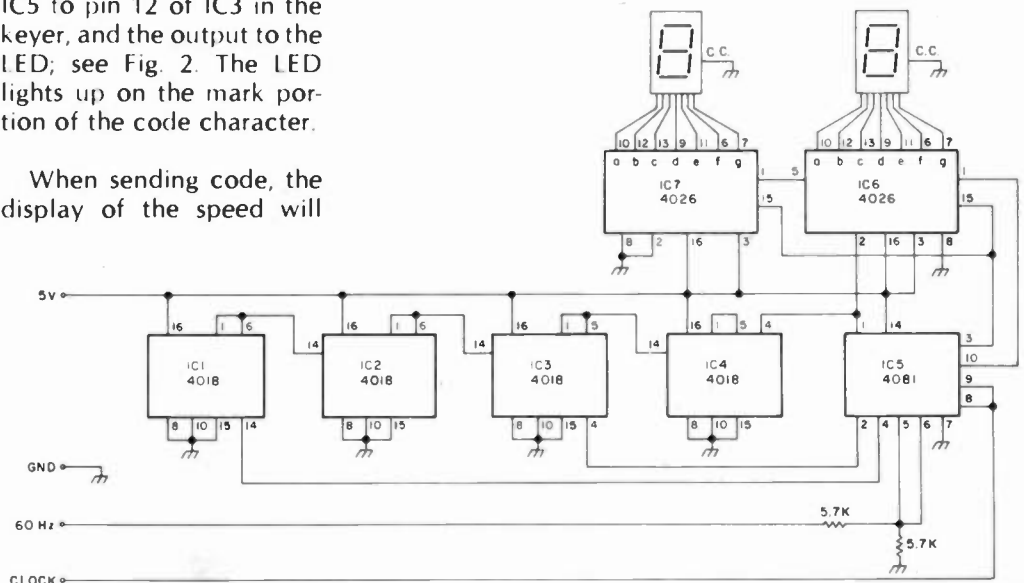 IC5 to pin 12 of IC3 in the
keyer, and the output to the
LED; see Fig. 2. The LED
lights up on the mark por-
tion of the code character.
When sending code, the
display of the speed will
C.C.
C.C.
10 12 13 9 11 6 7
a b c d e f g
IC7
4026
1
15
8 2 16 3
5
10 12 13 9 11 6 7
a b c d e f g
IC6
4026
1
15
2 16 3 8
5V
16 1 6
IC1
4018
8 10 15 14
14
16 1 6
IC2
4018
8 10 15
14
16 1 5
IC3
4018
8 10 15 4
14
16 1 5 4
IC4
4018
8 10 15
1 14
IC5
4081
3
10
9
8
2 4 5 6 7
GND
60 Hz
5.7K
5.7K
CLOCK